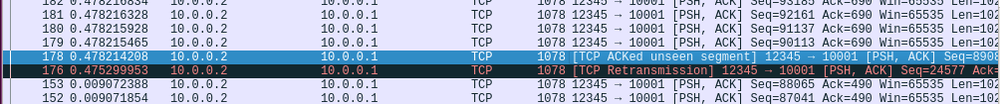 182 0.478216834 10.0.0.2 10.0.0.1 TCP 1078 12345 → 10001 [PSH, ACK] Seq=93185 Ack=690 Win=65535 Len=102
181 0.478216328 10.0.0.2 10.0.0.1 TCP 1078 12345 → 10001 [PSH, ACK] Seq=92161 Ack=690 Win=65535 Len=102
180 0.478215928 10.0.0.2 10.0.0.1 TCP 1078 12345 → 10001 [PSH, ACK] Seq=91137 Ack=690 Win=65535 Len=102
179 0.478215465 10.0.0.2 10.0.0.1 TCP 1078 12345 → 10001 [PSH, ACK] Seq=90113 Ack=690 Win=65535 Len=102
178 0.478214208 10.0.0.2 10.0.0.1 TCP 1078 [TCP ACKed unseen segment] 12345 → 10001 [PSH, ACK] Seq=8908
176 0.475299953 10.0.0.2 10.0.0.1 TCP 1078 [TCP Retransmission] 12345 → 10001 [PSH, ACK] Seq=24577 Ack=
153 0.009072388 10.0.0.2 10.0.0.1 TCP 1078 12345 → 10001 [PSH, ACK] Seq=88065 Ack=490 Win=65535 Len=102
152 0.009071854 10.0.0.2 10.0.0.1 TCP 1078 12345 → 10001 [PSH, ACK] Seq=87041 Ack=490 Win=65535 Len=102